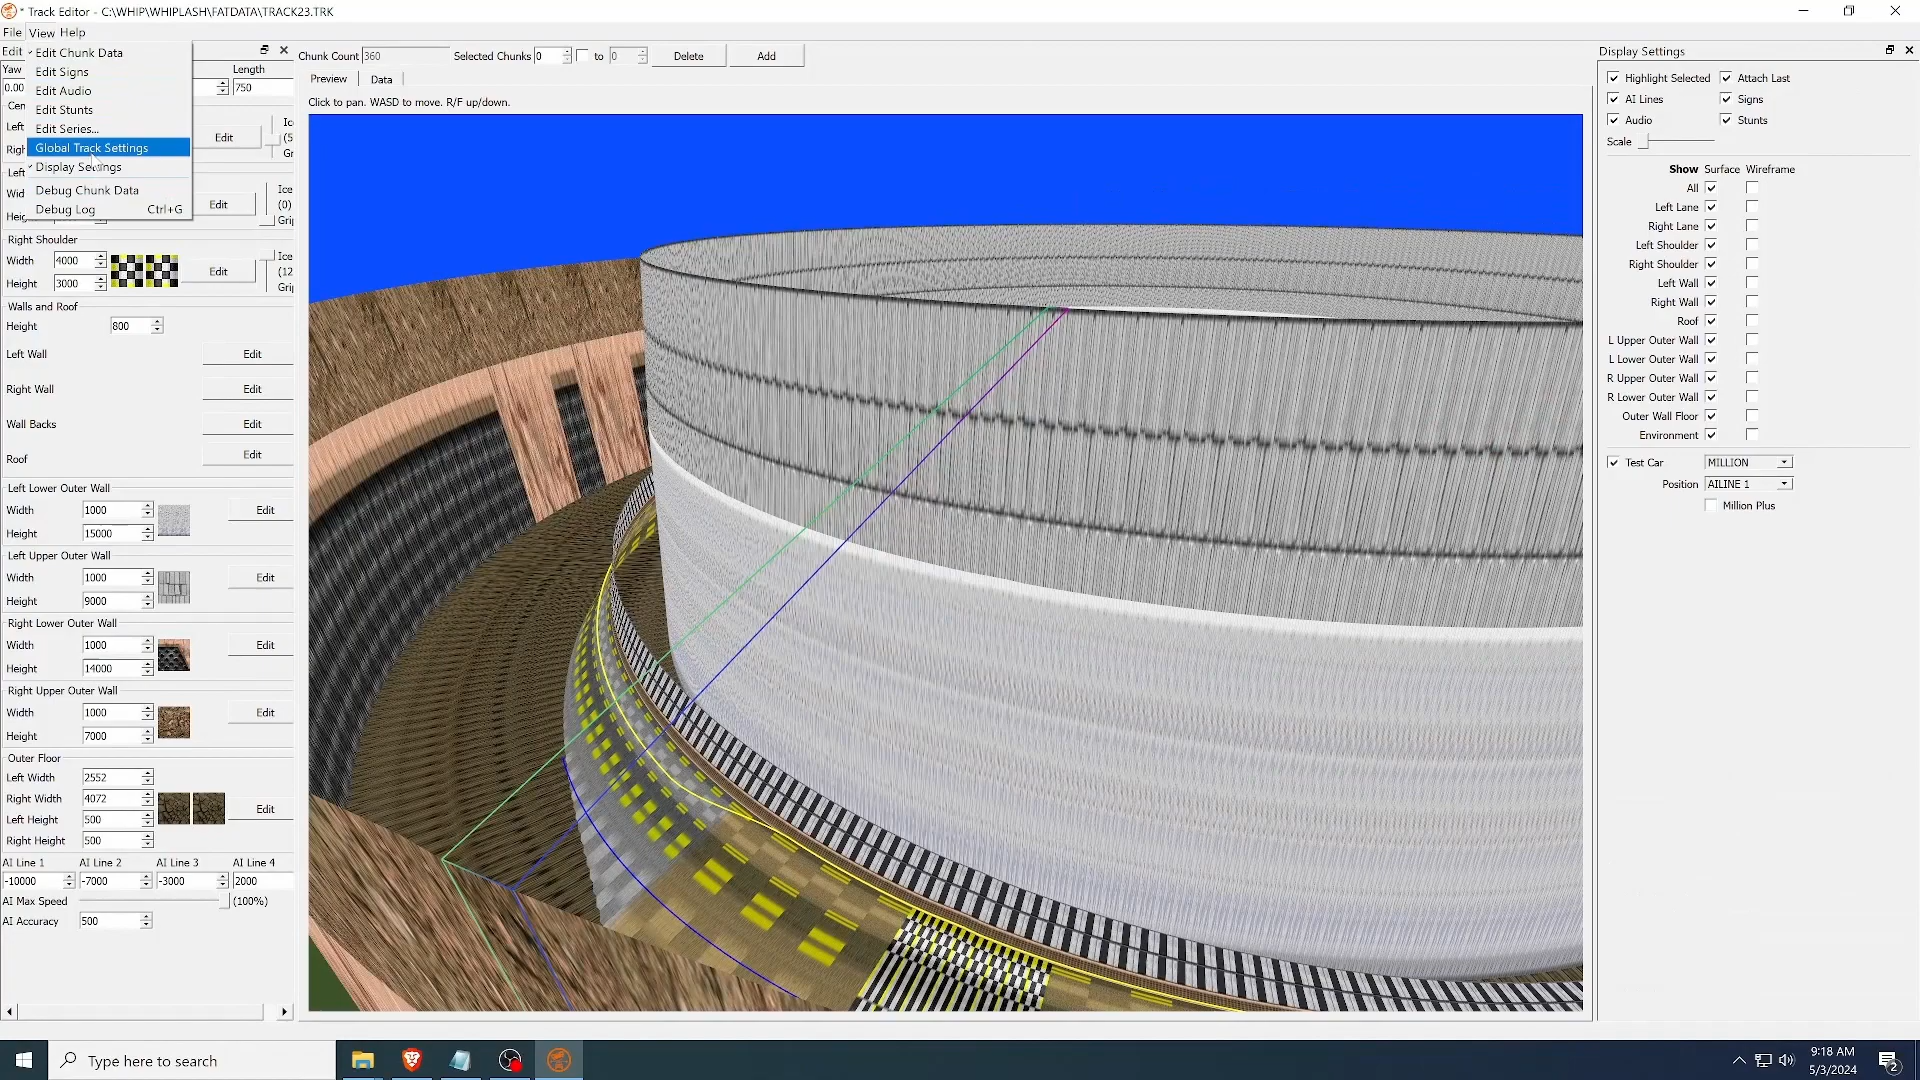 * Track Editor - C:\WHIP\WHIPLASH\FATDATA\TRACK23.TRK
File View Help
Edit
Edit Chunk Data
Edit Signs
Edit Audio
Edit Stunts
Edit Series...
Global Track Settings
Display Settings
Debug Chunk Data
Debug Log Ctrl+G
Yaw Length
0.00 750
Left Edit
Left
Edit
Right Shoulder
Width 4000 Edit
Height 3000
Walls and Roof
Height 800
Left Wall Edit
Right Wall Edit
Wall Backs Edit
Roof Edit
Left Lower Outer Wall
Width 1000 Edit
Height 15000
Left Upper Outer Wall
Width 1000 Edit
Height 9000
Right Lower Outer Wall
Width 1000 Edit
Height 14000
Right Upper Outer Wall
Width 1000 Edit
Height 7000
Outer Floor
Left Width 2552
Right Width 4072 Edit
Left Height 500
Right Height 500
AI Line 1 AI Line 2 AI Line 3 AI Line 4
-10000 -7000 -3000 2000
AI Max Speed (100%)
AI Accuracy 500
Chunk Count 360 Selected Chunks 0 to 0 Delete Add
Preview Data
Click to pan. WASD to move. R/F up/down.
Display Settings
Highlight Selected Attach Last
AI Lines Signs
Audio Stunts
Scale
Show Surface Wireframe
All
Left Lane
Right Lane
Left Shoulder
Right Shoulder
Left Wall
Right Wall
Roof
L Upper Outer Wall
L Lower Outer Wall
R Upper Outer Wall
R Lower Outer Wall
Outer Wall Floor
Environment
Test Car MILLION
Position AILINE 1
Million Plus
Type here to search
9:18 AM
5/3/2024
2